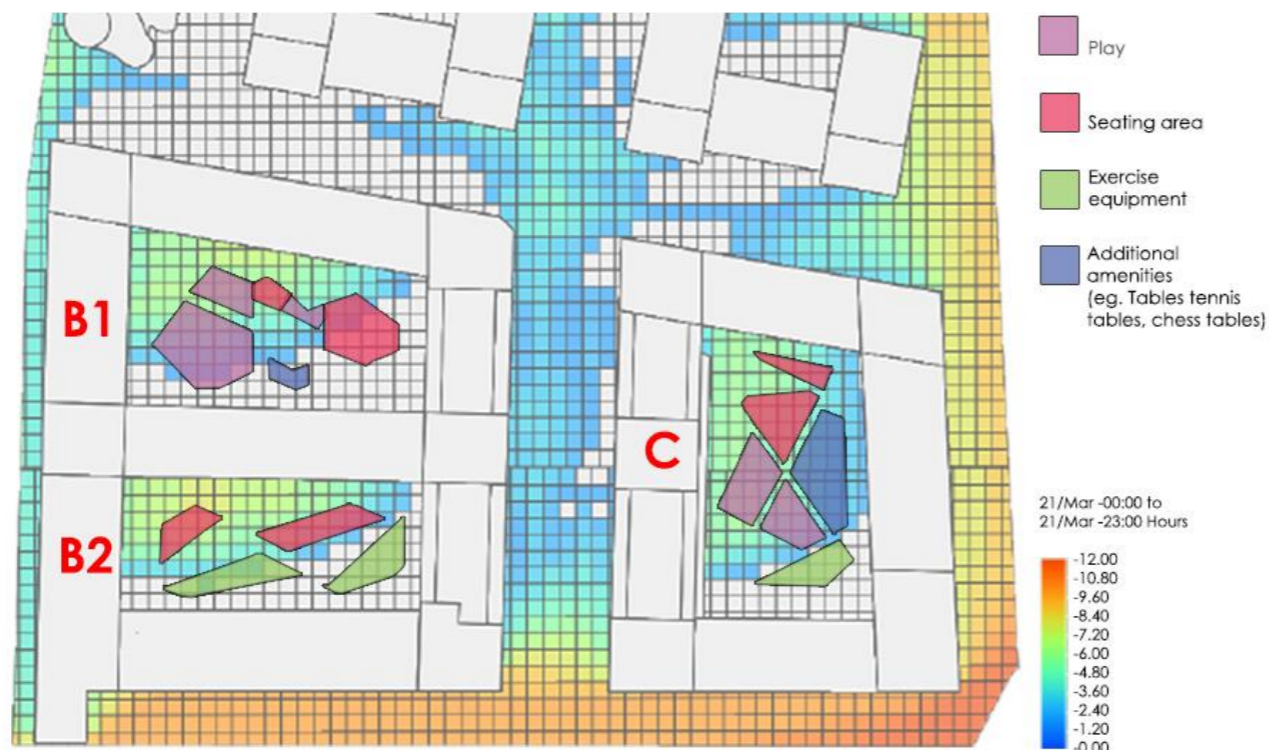 Play
Seating area
Exercise
equipment
Additional
amenities
(eg. Tables tennis
tables, chess tables)
B1
C
B2
21/Mar -00:00 to
21/Mar -23:00 Hours
-12.00
-10.80
-9.60
-8.40
-7.20
-6.00
-4.80
-3.60
-2.40
-1.20
-0.00